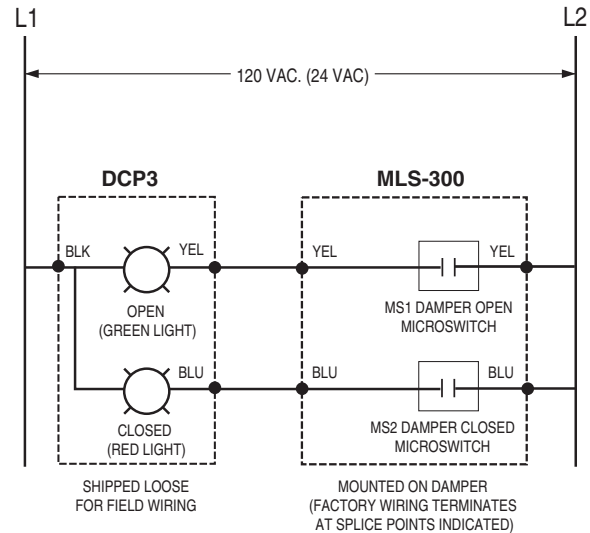 L1
L2
120 VAC. (24 VAC)
DCP3
MLS-300
BLK
YEL
YEL
YEL
OPEN
(GREEN LIGHT)
MS1 DAMPER OPEN
MICROSWITCH
BLU
BLU
BLU
CLOSED
(RED LIGHT)
MS2 DAMPER CLOSED
MICROSWITCH
SHIPPED LOOSE
FOR FIELD WIRING
MOUNTED ON DAMPER
(FACTORY WIRING TERMINATES
AT SPLICE POINTS INDICATED)